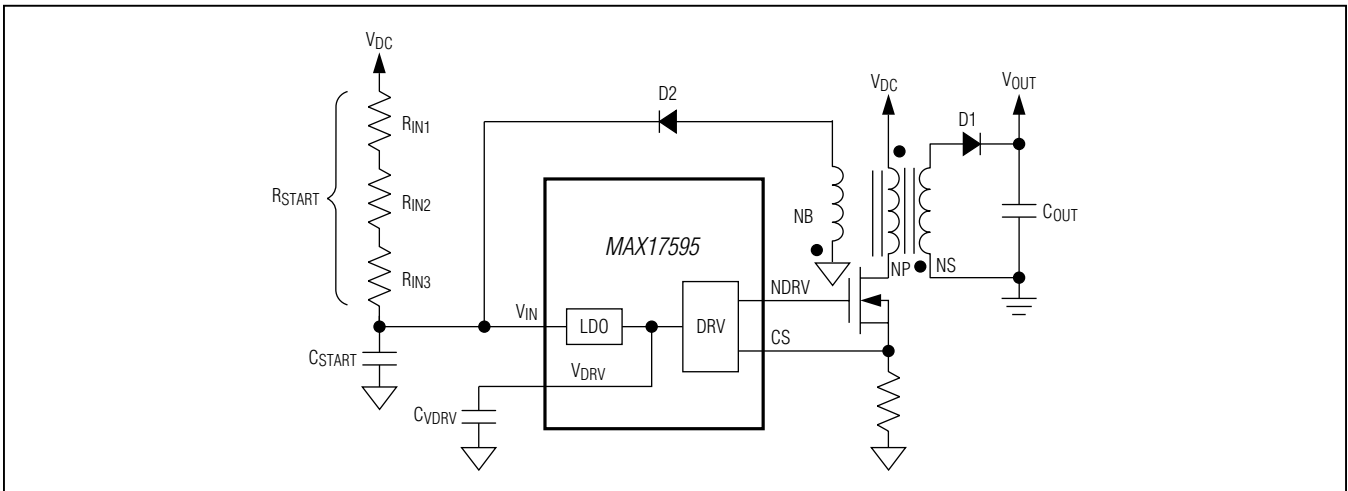 VDC
RIN1
RSTART
RIN2
RIN3
CSTART
D2
VDC
VOUT
D1
NB
COUT
MAX17595
NP
NS
NDRV
VIN
LDO
DRV
CS
VDRV
CVDRV